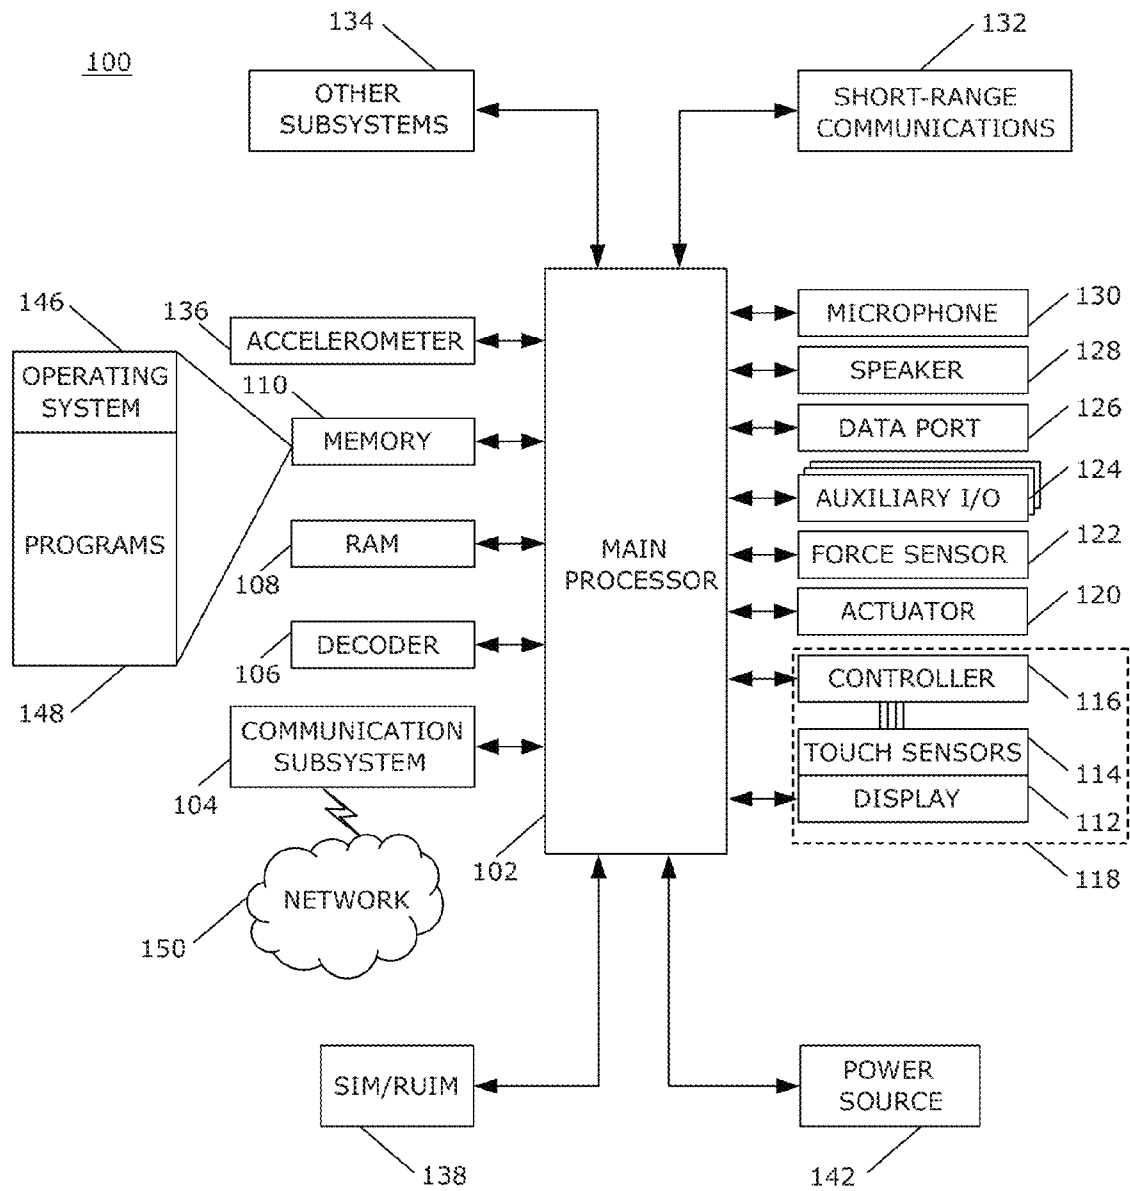 134
132
100
OTHER
SUBSYSTEMS
SHORT-RANGE
COMMUNICATIONS
146
136
ACCELEROMETER
MICROPHONE
130
OPERATING
SYSTEM
110
MEMORY
SPEAKER
128
DATA PORT
126
AUXILIARY I/O
124
PROGRAMS
RAM
108
MAIN
PROCESSOR
FORCE SENSOR
122
ACTUATOR
120
DECODER
106
CONTROLLER
116
148
COMMUNICATION
SUBSYSTEM
104
TOUCH SENSORS
114
DISPLAY
112
102
118
NETWORK
150
SIM/RUIM
POWER
SOURCE
138
142